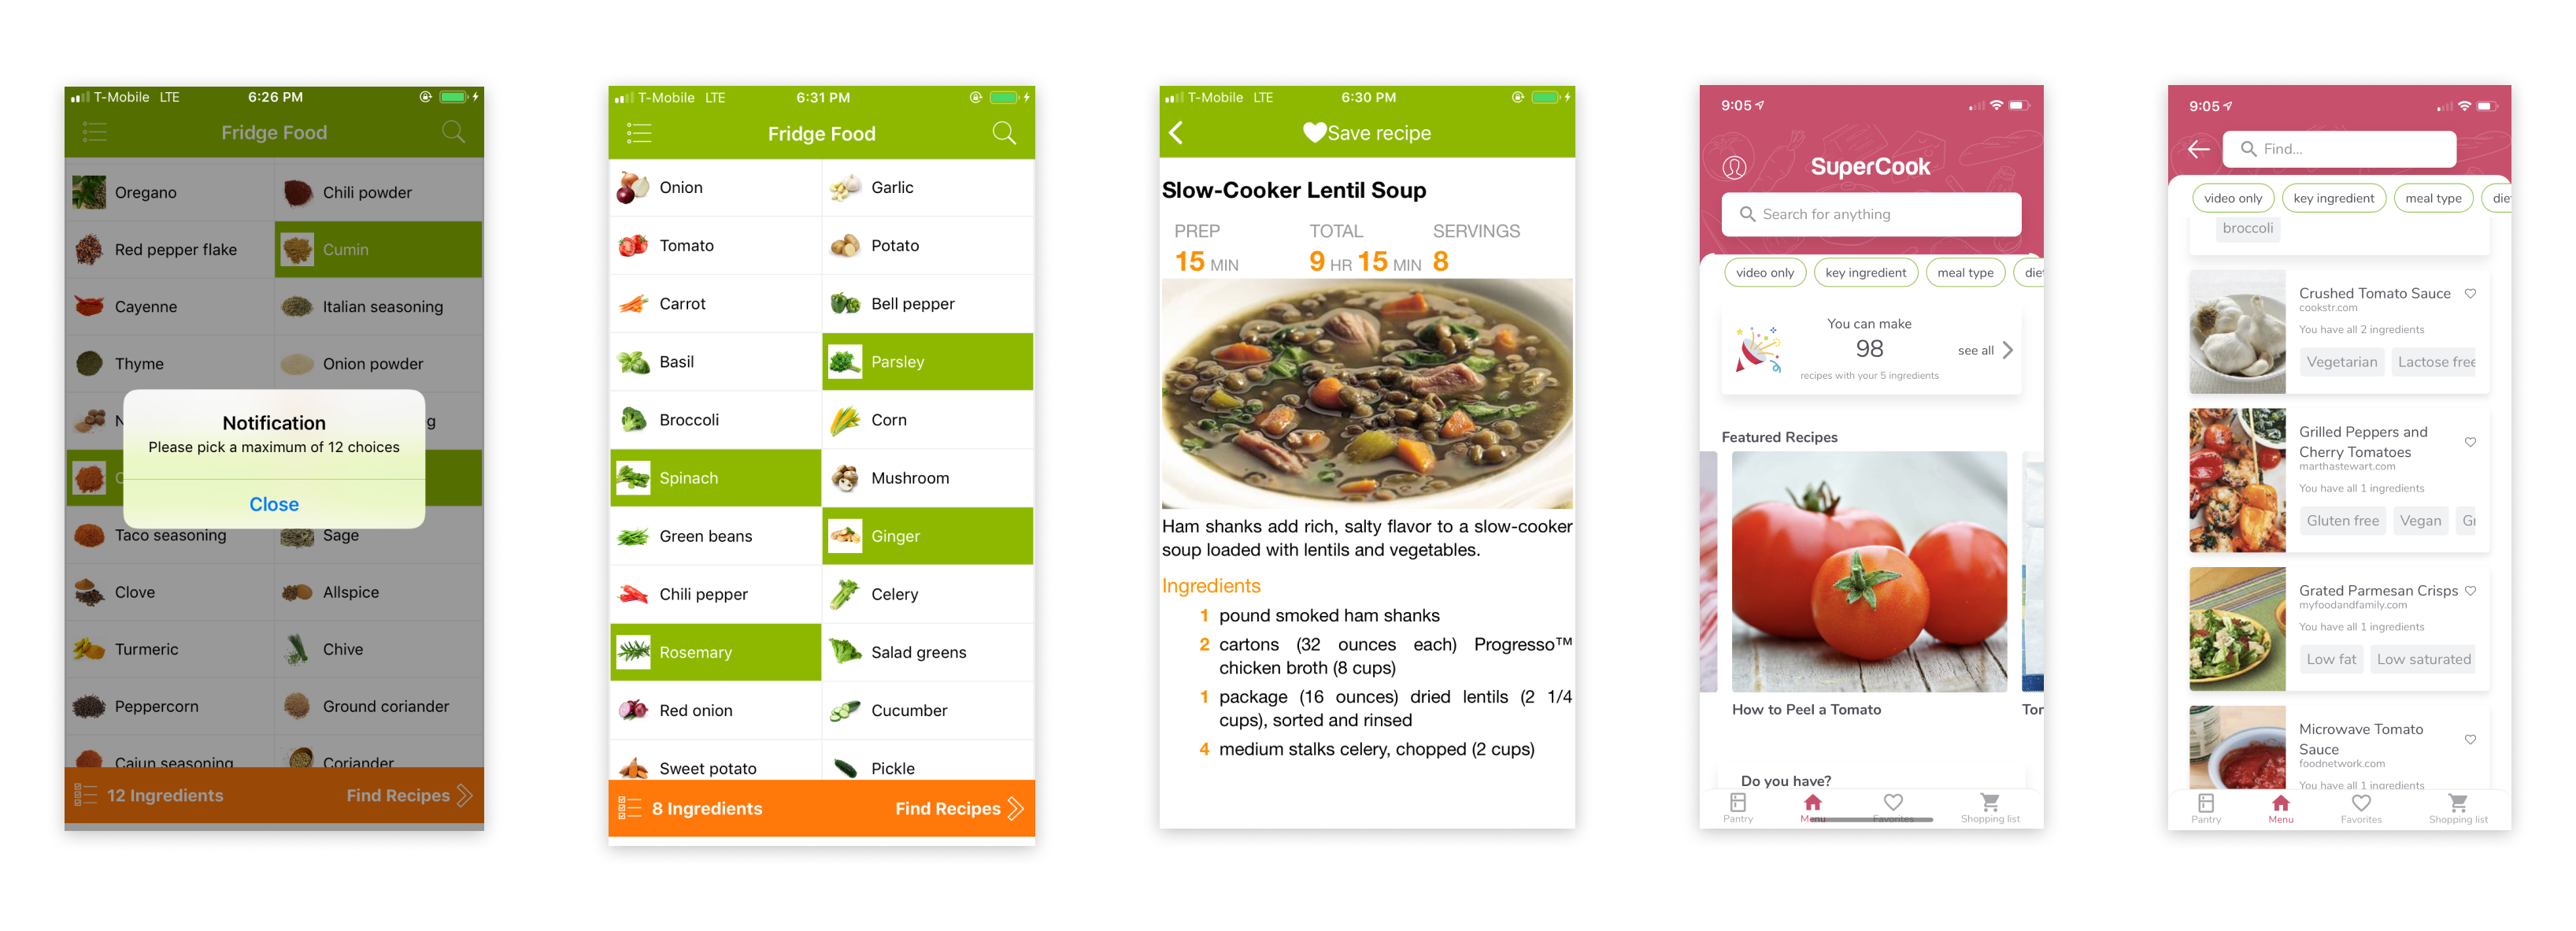 T-Mobile LTE 6:26 PM
Fridge Food
Oregano Chili powder
Red pepper flake Cumin
Cayenne Italian seasoning
Thyme Onion powder
N g
Notification
Please pick a maximum of 12 choices
C
Close
Taco seasoning Sage
Clove Allspice
Turmeric Chive
Peppercorn Ground coriander
Cajun seasoning Coriander
12 Ingredients Find Recipes
T-Mobile LTE 6:31 PM
Fridge Food
Onion Garlic
Tomato Potato
Carrot Bell pepper
Basil Parsley
Broccoli Corn
Spinach Mushroom
Green beans Ginger
Chili pepper Celery
Rosemary Salad greens
Red onion Cucumber
Sweet potato Pickle
8 Ingredients Find Recipes
T-Mobile LTE 6:30 PM
Save recipe
Slow-Cooker Lentil Soup
PREP TOTAL SERVINGS
15 MIN 9 HR 15 MIN 8
Ham shanks add rich, salty flavor to a slow-cooker
soup loaded with lentils and vegetables.
Ingredients
1 pound smoked ham shanks
2 cartons (32 ounces each) Progresso™
chicken broth (8 cups)
1 package (16 ounces) dried lentils (2 1/4
cups), sorted and rinsed
4 medium stalks celery, chopped (2 cups)
9:05
SuperCook
Search for anything
video only key ingredient meal type die
You can make
98
see all
recipes with your 5 ingredients
Featured Recipes
How to Peel a Tomato Tor
Do you have?
Pantry Menu Favorites Shopping list
9:05
Find...
video only key ingredient meal type die
broccoli
Crushed Tomato Sauce
cookstr.com
You have all 2 ingredients
Vegetarian Lactose free
Grilled Peppers and
Cherry Tomatoes
marthastewart.com
You have all 1 ingredients
Gluten free Vegan Gr
Grated Parmesan Crisps
myfoodandfamily.com
You have all 1 ingredients
Low fat Low saturated
Microwave Tomato
Sauce
foodnetwork.com
You have all 1 ingredients
Pantry Menu Favorites Shopping list